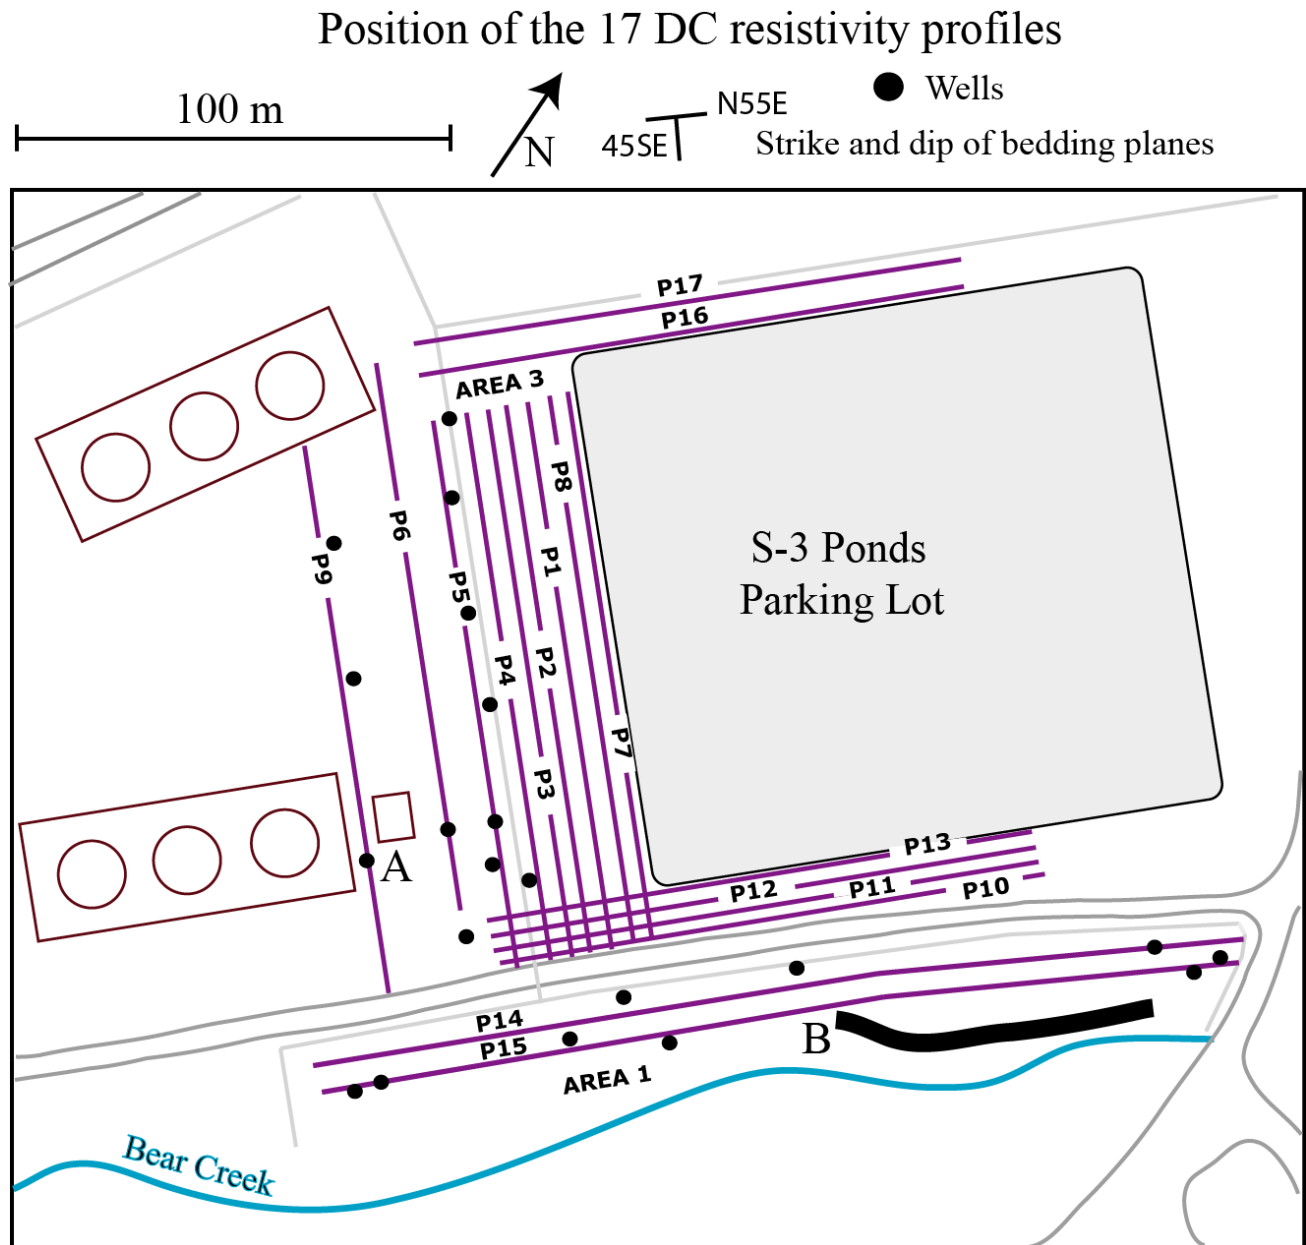 Position of the 17 DC resistivity profiles
100 m
N
N55E
45SE
Wells
Strike and dip of bedding planes
P17
P16
AREA 3
P8
P6
P1
P9
P5
S-3 Ponds
Parking Lot
P4
P2
P7
P3
A
P13
P12
P11
P10
P14
P15
B
AREA 1
Bear Creek